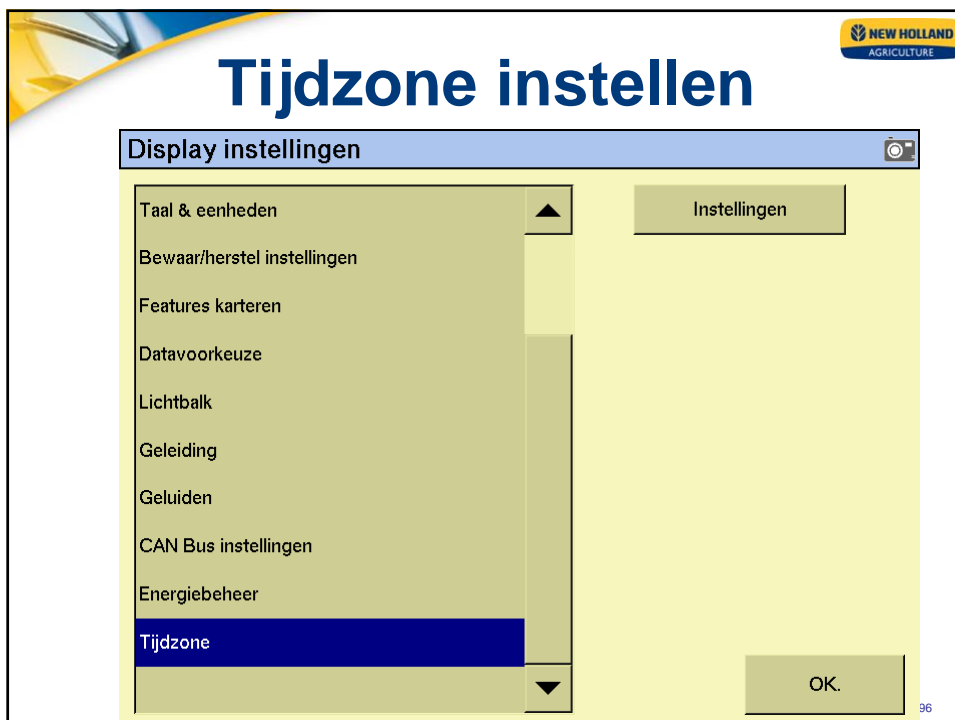 NEW HOLLAND
AGRICULTURE
Tijdzone instellen
Display instellingen
Taal & eenheden
Instellingen
Bewaar/herstel instellingen
Features karteren
Datavoorkeuze
Lichtbalk
Geleiding
Geluiden
CAN Bus instellingen
Energiebeheer
Tijdzone
OK.
96